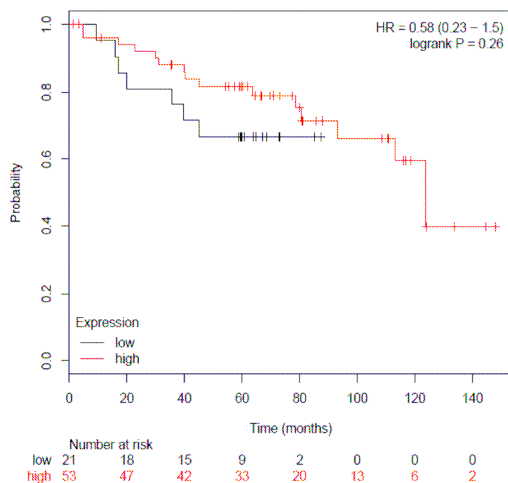 HR = 0.58 (0.23 − 1.5)
logrank P = 0.26
1.0
0.8
0.6
0.4
0.2
0.0
Probability
Expression
low
high
0 20 40 60 80 100 120 140
Time (months)
Number at risk
low 21 18 15 9 2 0 0 0
high 53 47 42 33 20 13 6 2